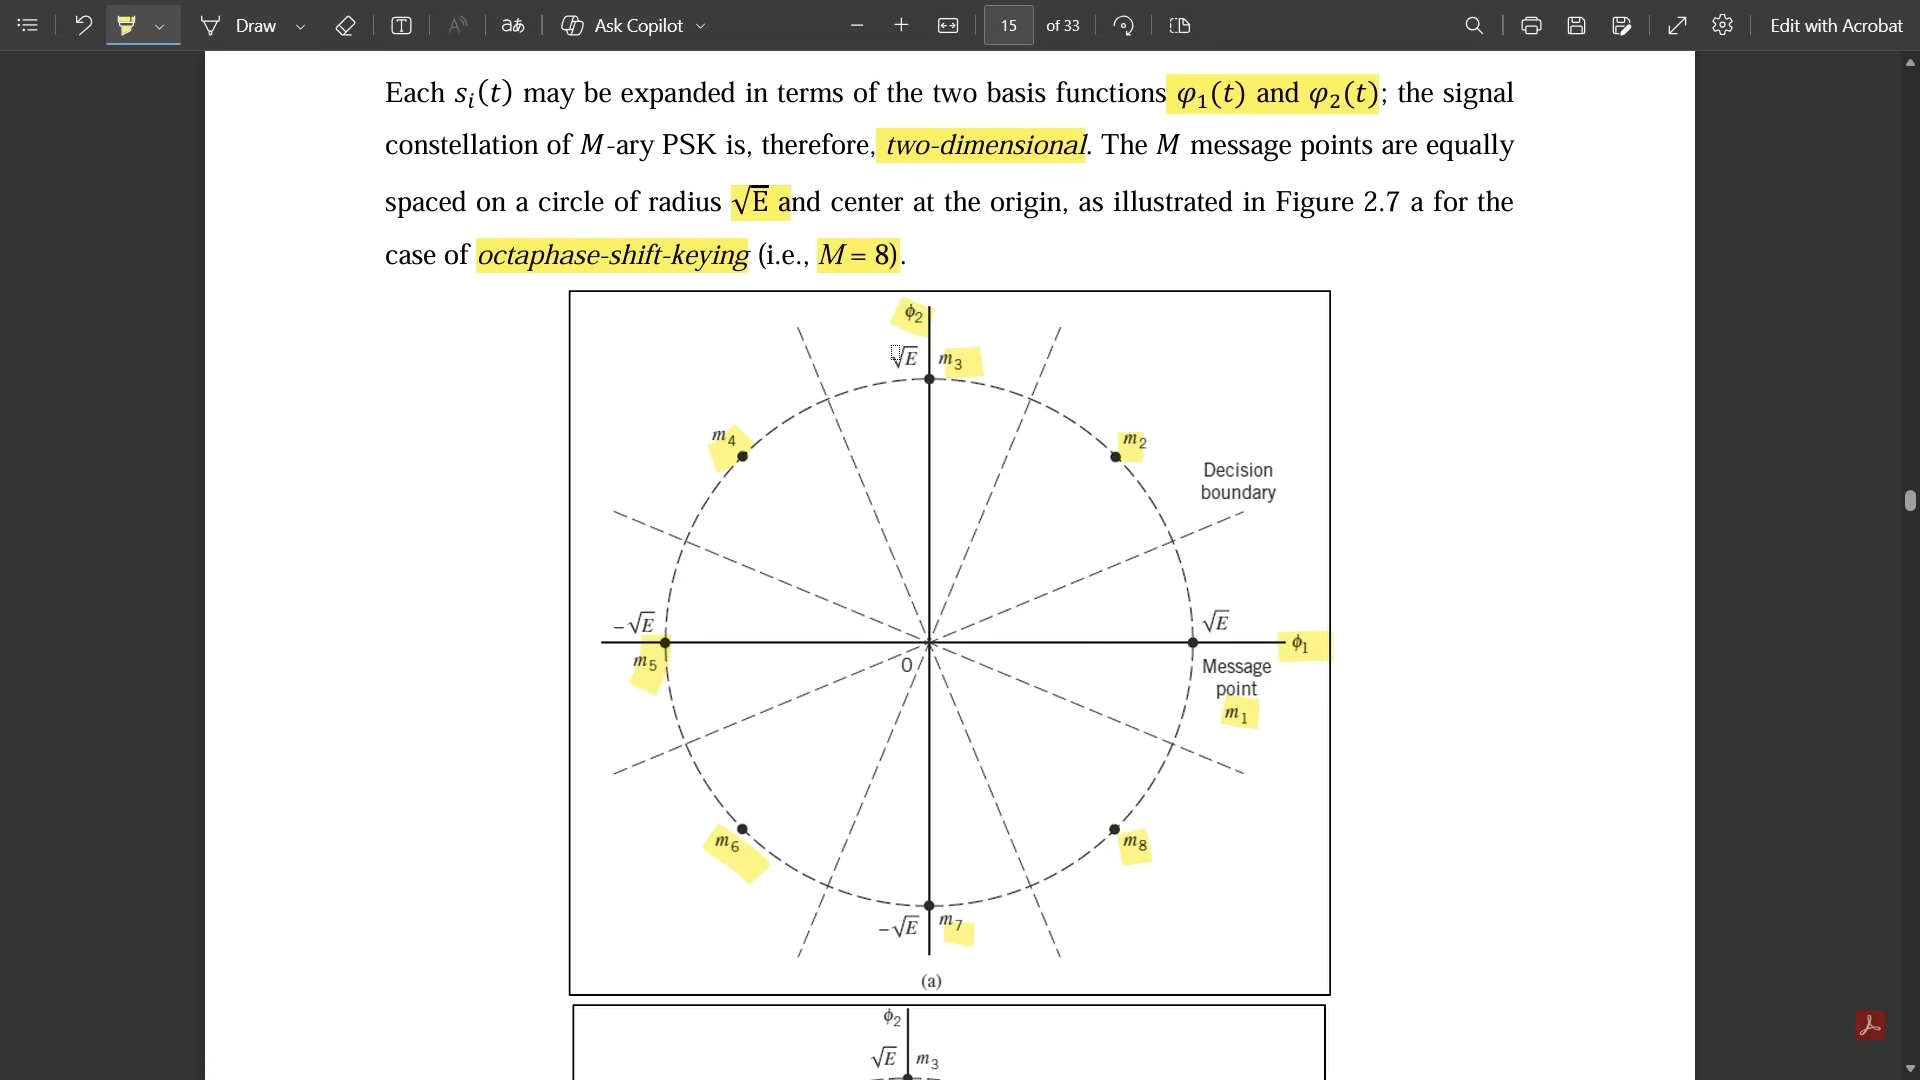 Draw
aあ
Ask Copilot
15 of 33
Edit with Acrobat
Each sᵢ(t) may be expanded in terms of the two basis functions φ₁(t) and φ₂(t); the signal
constellation of M-ary PSK is, therefore, two-dimensional. The M message points are equally
spaced on a circle of radius √E and center at the origin, as illustrated in Figure 2.7 a for the
case of octaphase-shift-keying (i.e., M = 8).
ϕ₂
√E m₃
m₄
m₂
Decision
boundary
−√E
√E
ϕ₁
m₅
0
Message
point
m₁
m₆
m₈
−√E m₇
(a)
ϕ₂
√E m₃